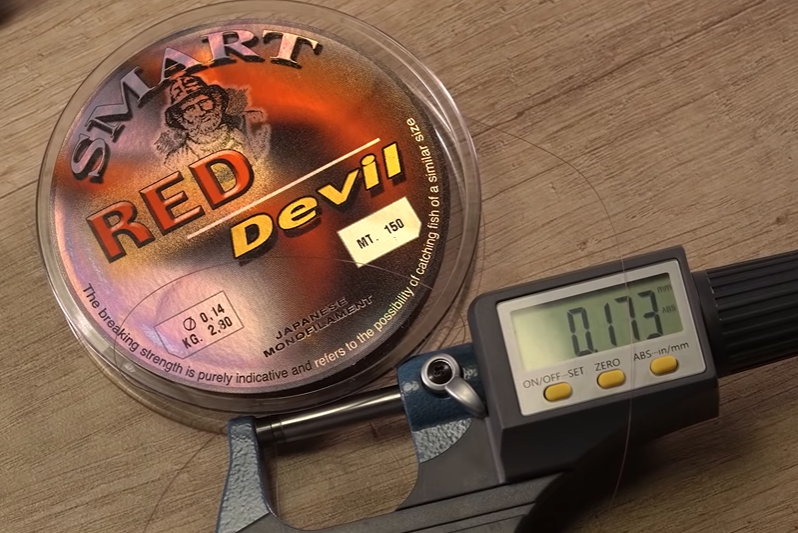 SMART
RED
Devil
MT. 150
Ø 0,14
KG. 2.80
JAPANESE
MONOFILAMENT
The breaking strength is purely indicative and refers to the possibility of catching fish of a similar size
0.173
mm
ABS
ON/OFF-SET
ZERO
ABS-in/mm